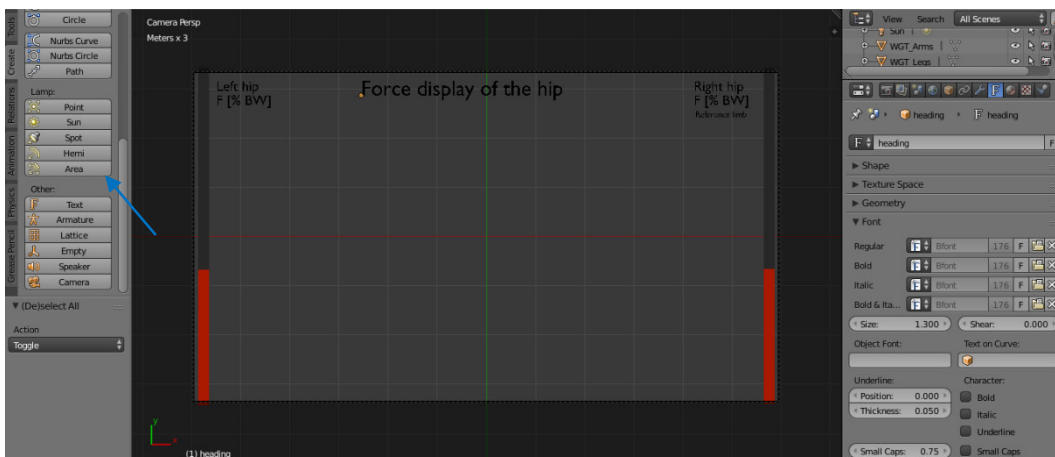 Tools
Create
Relations
Animation
Physics
Grease Pencil
Circle
Nurbs Curve
Nurbs Circle
Path
Lamp:
Point
Sun
Spot
Hemi
Area
Other:
Text
Armature
Lattice
Empty
Speaker
Camera
(De)select All
Action
Toggle
Camera Persp
Meters x 3
Left hip
F [% BW]
Force display of the hip
Right hip
F [% BW]
Reference limb
y
x
(1) heading
View Search All Scenes
Sun
WGT_Arms
WGT_Legs
heading F heading
F heading F
Shape
Texture Space
Geometry
Font
Regular Bfont 176 F
Bold Bfont 176 F
Italic Bfont 176 F
Bold & Ita... Bfont 176 F
Size: 1.300 Shear: 0.000
Object Font: Text on Curve:
Underline: Character:
Position: 0.000 Bold
Thickness: 0.050 Italic
Underline
Small Caps: 0.75 Small Caps